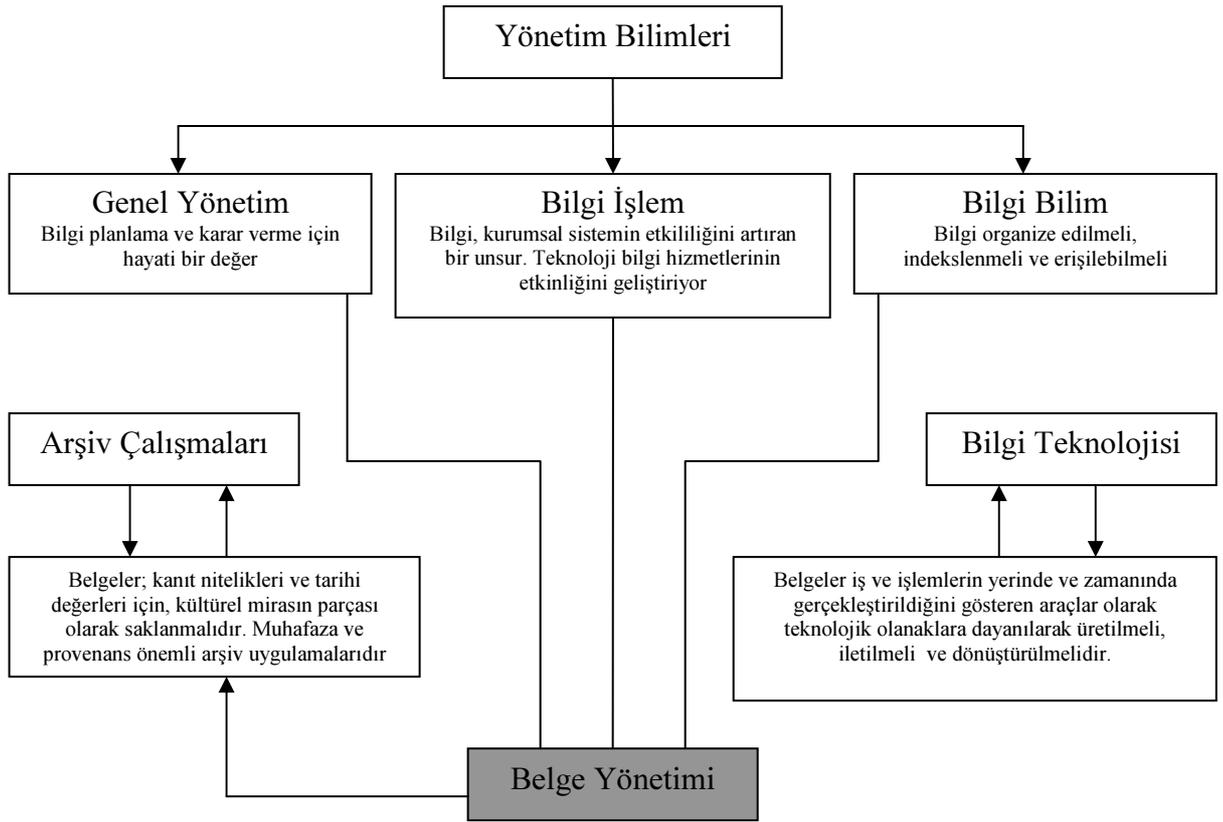 Yönetim Bilimleri
Genel Yönetim
Bilgi planlama ve karar verme için
hayati bir değer
Bilgi İşlem
Bilgi, kurumsal sistemin etkililiğini artıran
bir unsur. Teknoloji bilgi hizmetlerinin
etkinliğini geliştiriyor
Bilgi Bilim
Bilgi organize edilmeli,
indekslenmeli ve erişilebilmeli
Arşiv Çalışmaları
Bilgi Teknolojisi
Belgeler; kanıt nitelikleri ve tarihi
değerleri için, kültürel mirasın parçası
olarak saklanmalıdır. Muhafaza ve
provenans önemli arşiv uygulamalarıdır
Belgeler iş ve işlemlerin yerinde ve zamanında
gerçekleştirildiğini gösteren araçlar olarak
teknolojik olanaklara dayanılarak üretilmeli,
iletilmeli ve dönüştürülmelidir.
Belge Yönetimi